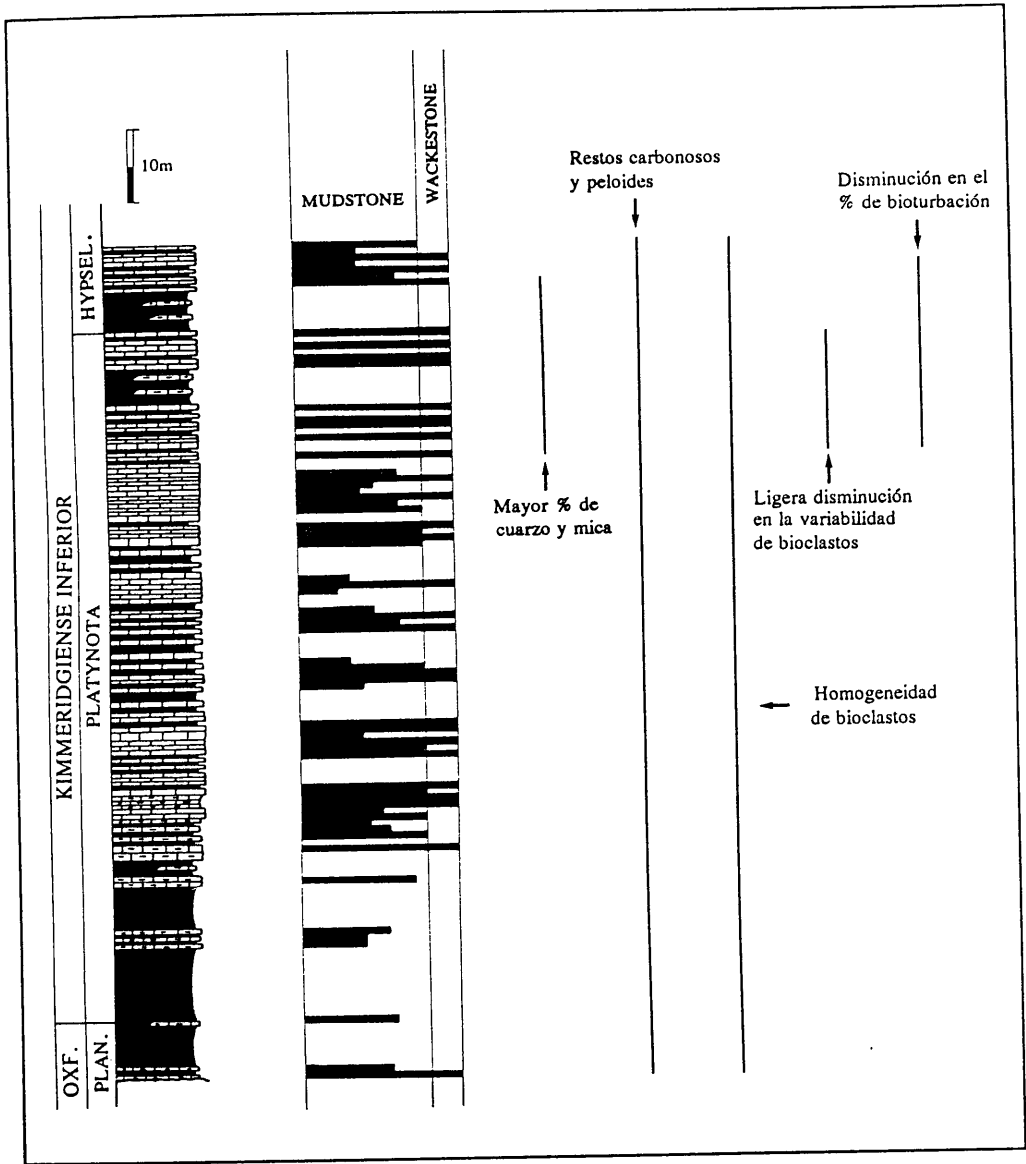 10m
MUDSTONE
WACKESTONE
Restos carbonosos
y peloides
Disminución en el
% de bioturbación
Mayor % de
cuarzo y mica
Ligera disminución
en la variabilidad
de bioclastos
Homogeneidad
de bioclastos
HYPSEL.
KIMMERIDGIENSE INFERIOR
PLATYNOTA
OXF.
PLAN.